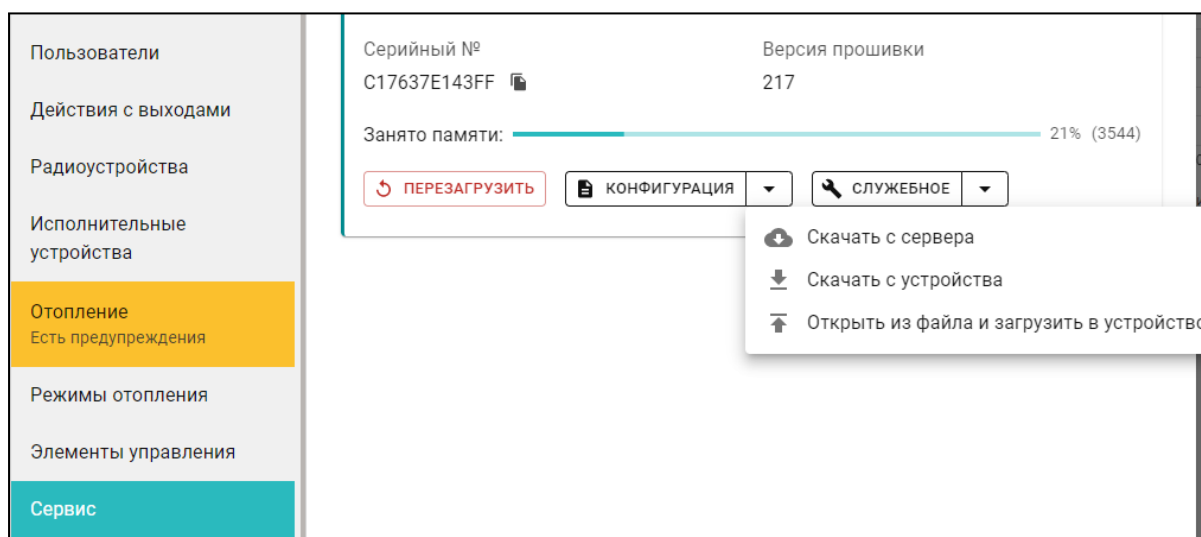 Пользователи
Действия с выходами
Радиоустройства
Исполнительные
устройства
Отопление
Есть предупреждения
Режимы отопления
Элементы управления
Сервис
Серийный № Версия прошивки
C17637E143FF 217
Занято памяти: 21% (3544)
ПЕРЕЗАГРУЗИТЬ КОНФИГУРАЦИЯ СЛУЖЕБНОЕ
Скачать с сервера
Скачать с устройства
Открыть из файла и загрузить в устройство